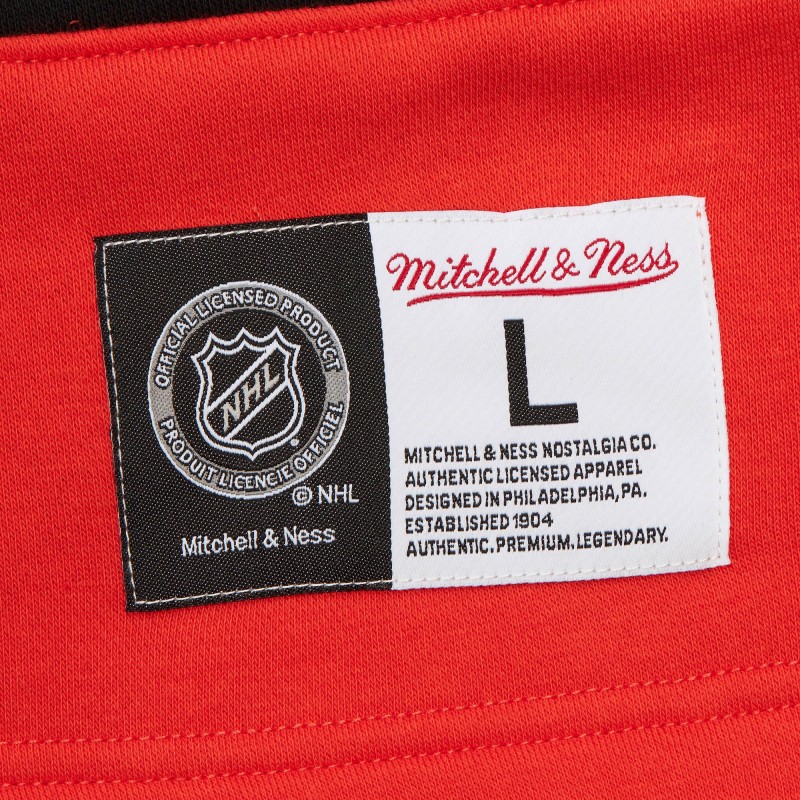 OFFICIAL LICENSED PRODUCT
NHL
PRODUIT LICENCIE OFFICIEL
© NHL
Mitchell & Ness
Mitchell & Ness
L
MITCHELL & NESS NOSTALGIA CO.
AUTHENTIC LICENSED APPAREL
DESIGNED IN PHILADELPHIA, PA.
ESTABLISHED 1904
AUTHENTIC. PREMIUM. LEGENDARY.